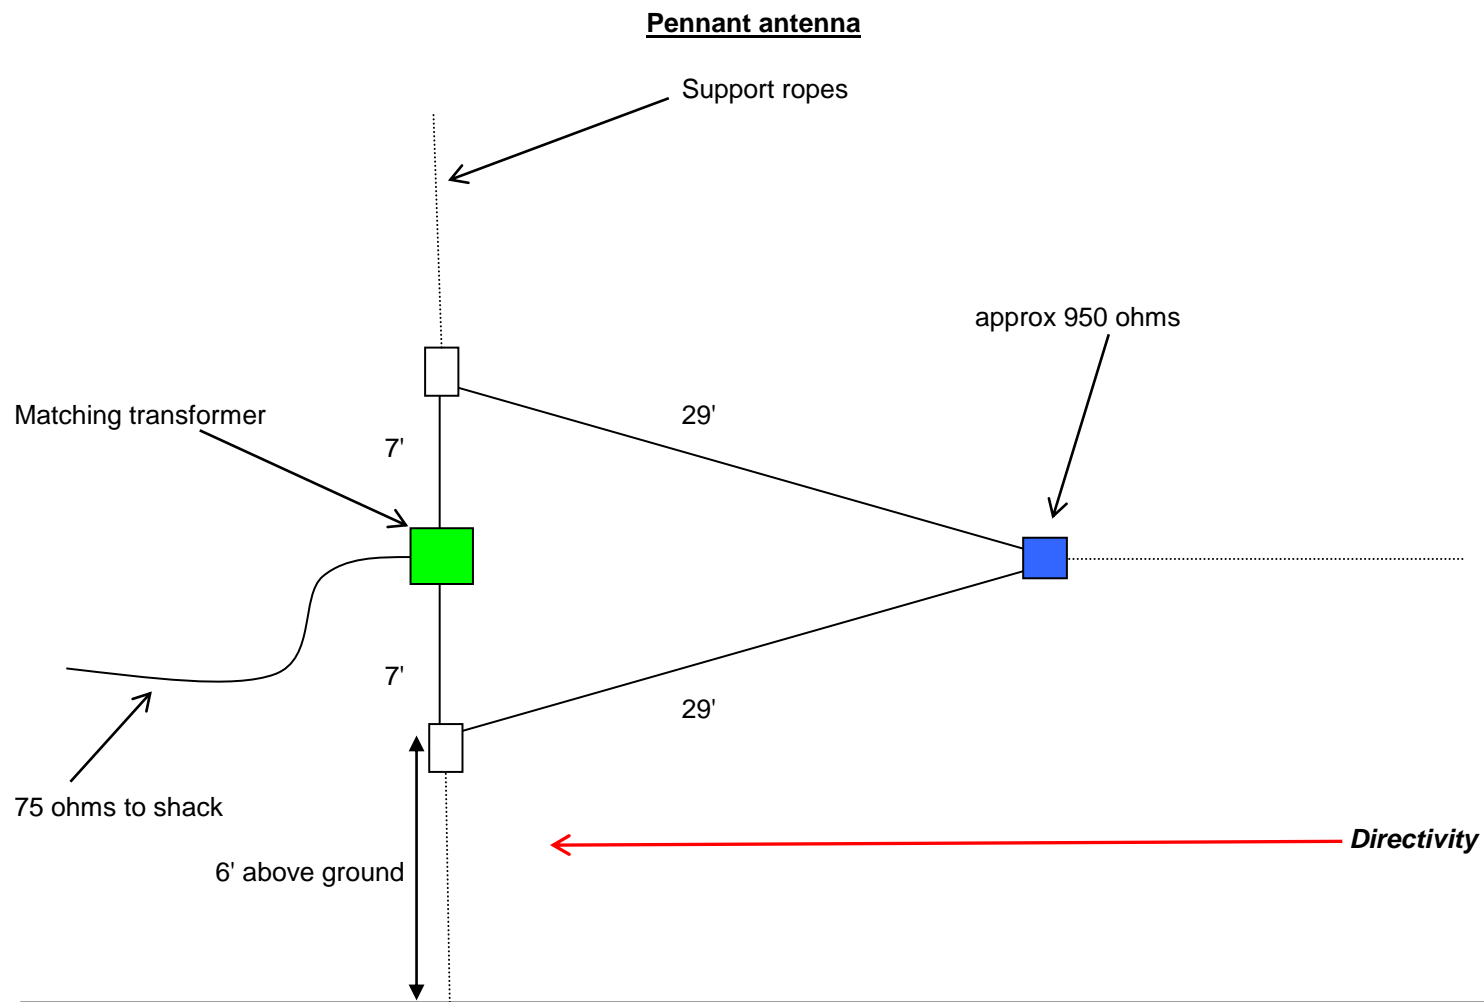 Pennant antenna
Support ropes
approx 950 ohms
Matching transformer
29'
7'
7'
29'
75 ohms to shack
Directivity
6' above ground